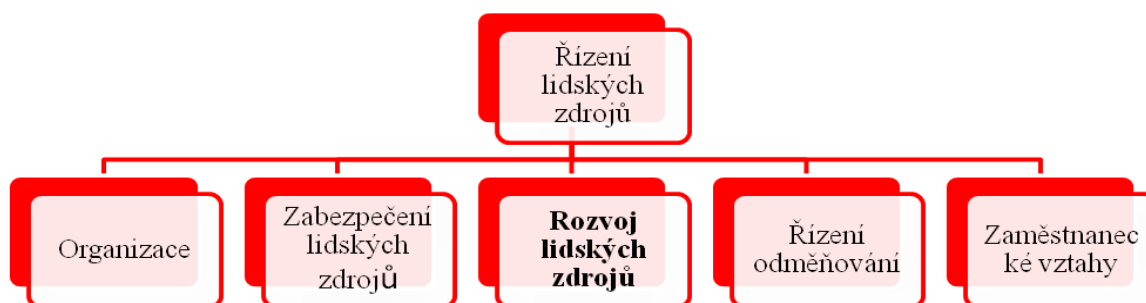 Řízení
lidských
zdrojů
Organizace
Zabezpečení
lidských
zdrojů
Rozvoj
lidských
zdrojů
Řízení
odměňování
Zaměstnanec
ké vztahy